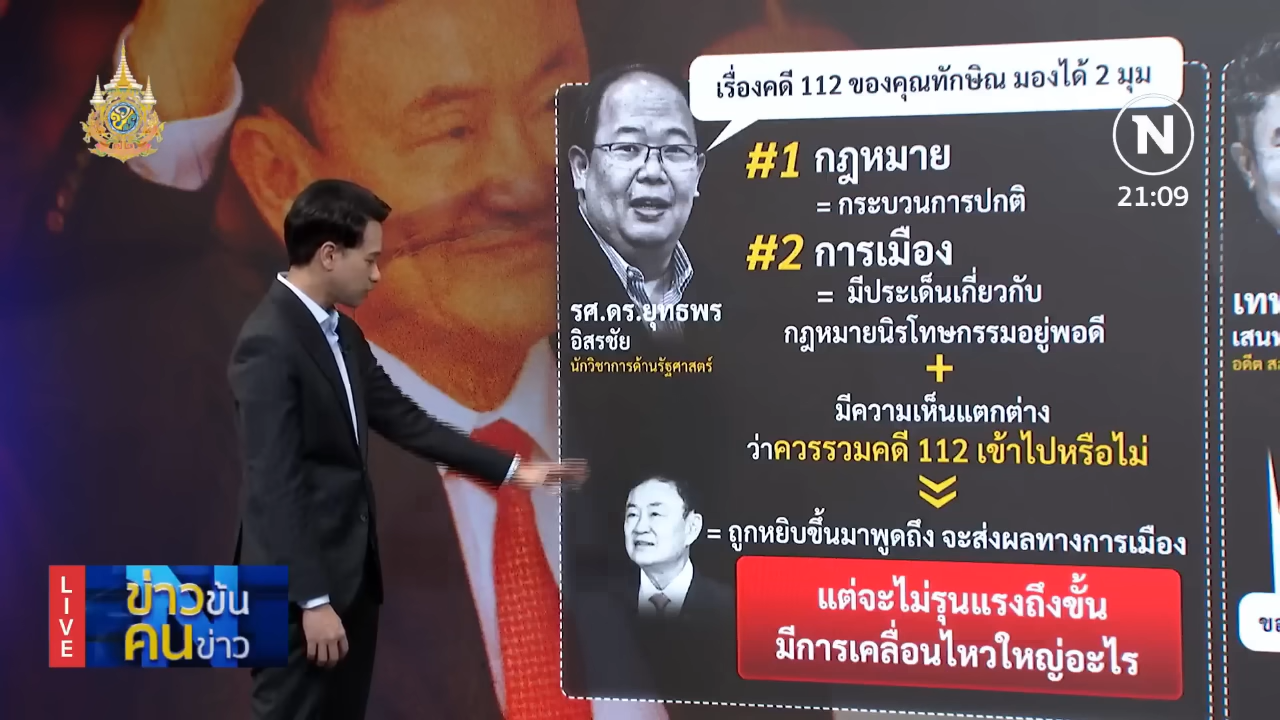 เรื่องคดี 112 ของคุณทักษิณ มองได้ 2 มุม
N
21:09
#1 กฎหมาย
= กระบวนการปกติ
#2 การเมือง
= มีประเด็นเกี่ยวกับ
กฎหมายนิรโทษกรรมอยู่พอดี
+
มีความเห็นแตกต่าง
ว่าควรรวมคดี 112 เข้าไปหรือไม่
รศ.ดร.ยุทธพร
อิสรชัย
นักวิชาการด้านรัฐศาสตร์
= ถูกหยิบขึ้นมาพูดถึง จะส่งผลทางการเมือง
แต่จะไม่รุนแรงถึงขั้น
มีการเคลื่อนไหวใหญ่อะไร
LIVE
ข่าวข้น
คนข่าว